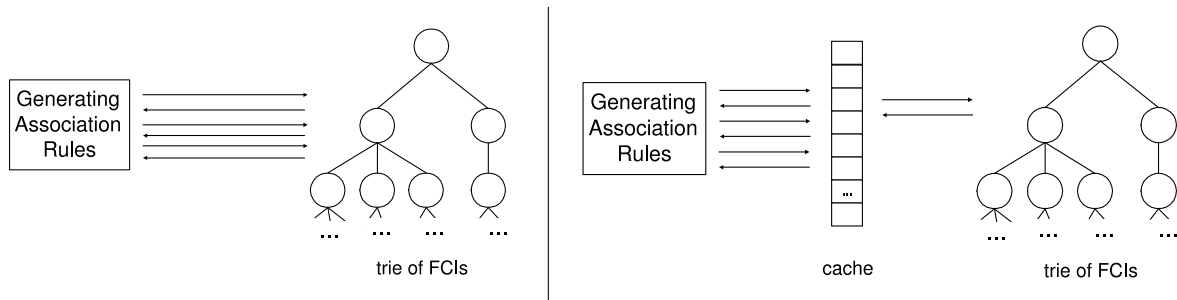 Generating
Association
Rules
...
...
...
...
trie of FCIs
Generating
Association
Rules
...
...
...
...
...
cache
trie of FCIs